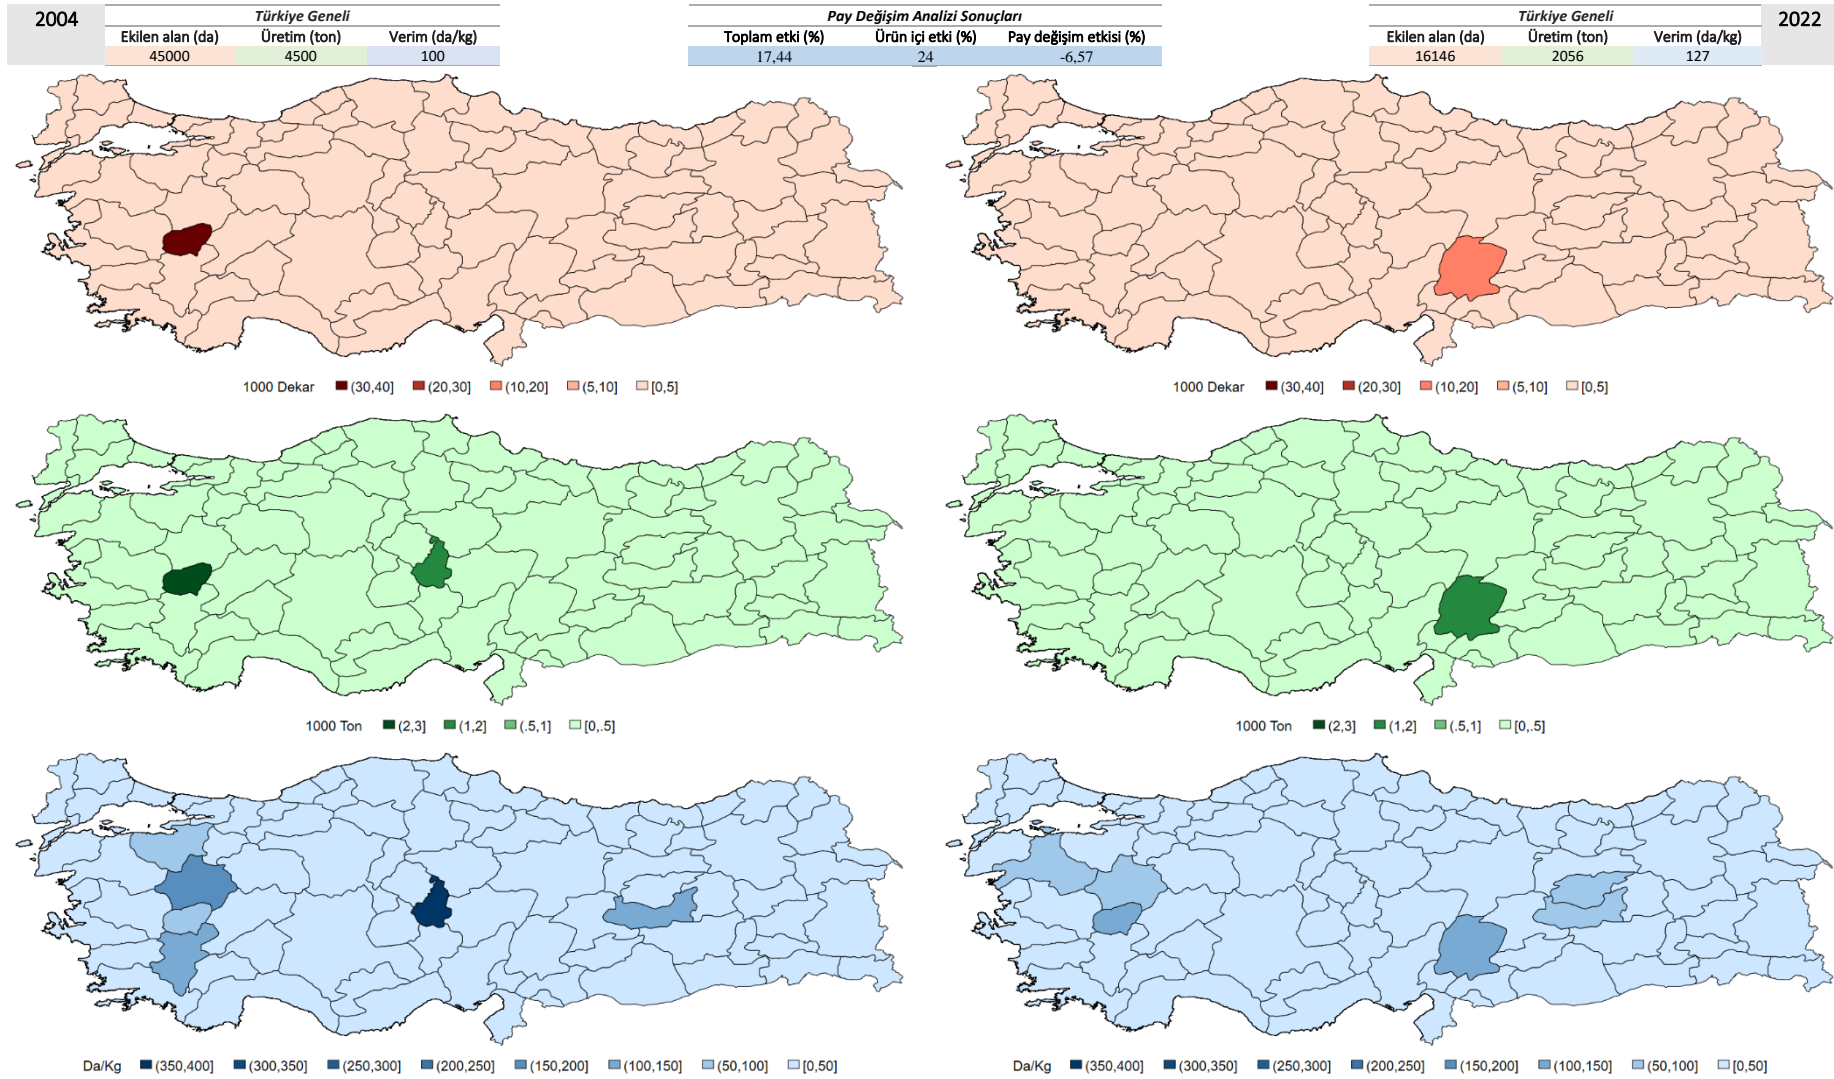 2004
Türkiye Geneli
Ekilen alan (da) Üretim (ton) Verim (da/kg)
45000 4500 100
Pay Değişim Analizi Sonuçları
Toplam etki (%) Ürün içi etki (%) Pay değişim etkisi (%)
17,44 24 -6,57
Türkiye Geneli
Ekilen alan (da) Üretim (ton) Verim (da/kg)
16146 2056 127
2022
1000 Dekar (30,40] (20,30] (10,20] (5,10] [0,5]
1000 Dekar (30,40] (20,30] (10,20] (5,10] [0,5]
1000 Ton (2,3] (1,2] (.5,1] [0,.5]
1000 Ton (2,3] (1,2] (.5,1] [0,.5]
Da/Kg (350,400] (300,350] (250,300] (200,250] (150,200] (100,150] (50,100] [0,50]
Da/Kg (350,400] (300,350] (250,300] (200,250] (150,200] (100,150] (50,100] [0,50]